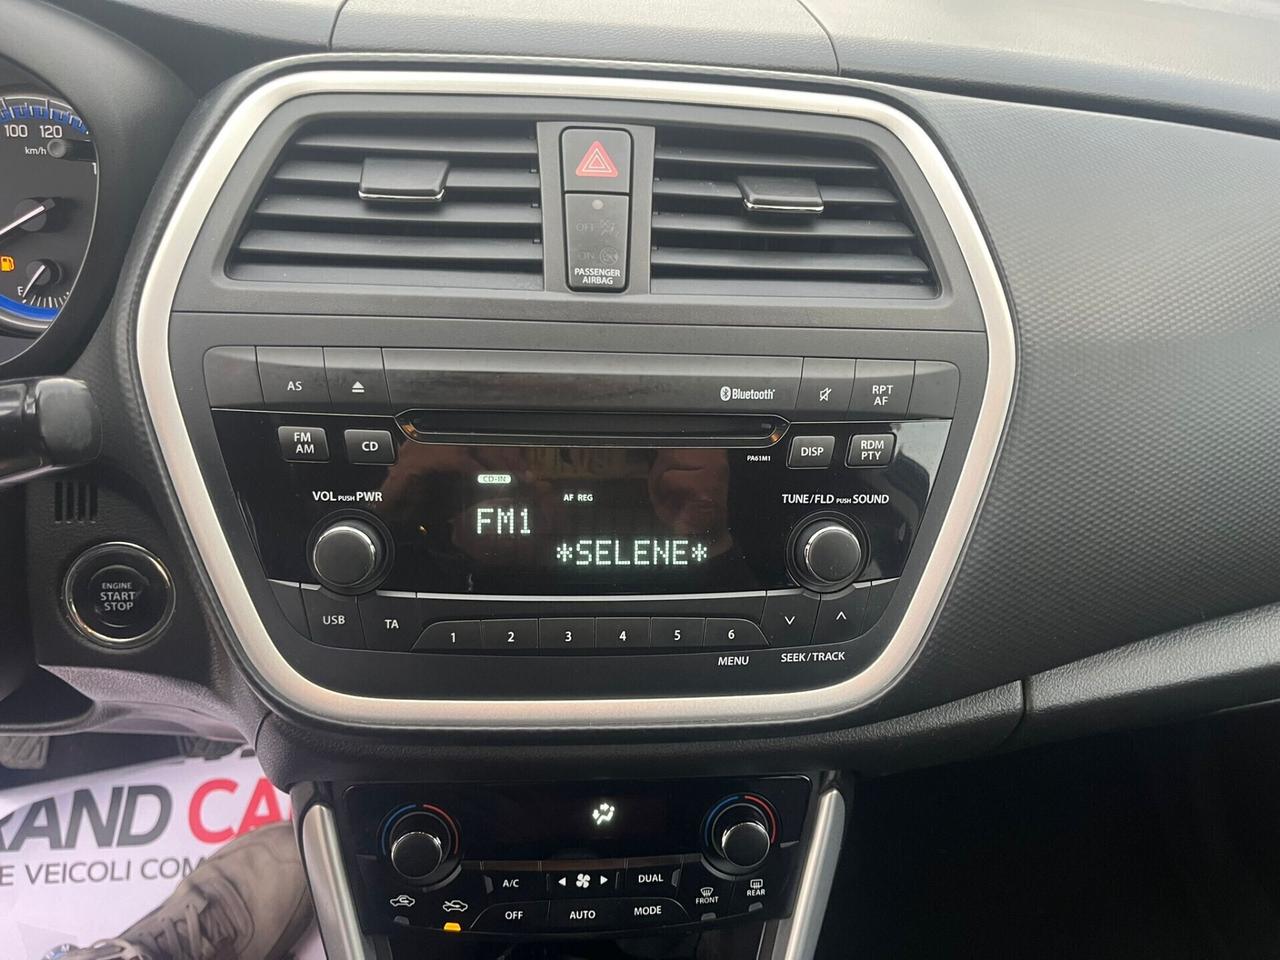 100 120
km/h
1
E
OFF
ON
PASSENGER
AIRBAG
AS
Bluetooth
RPT
AF
FM
AM
CD
DISP
RDM
PTY
PA61M1
CD-IN
AF REG
VOL PUSH PWR
TUNE/FLD PUSH SOUND
FM1
*SELENE*
ENGINE
START
STOP
USB
TA
1 2 3 4 5 6
MENU
SEEK/TRACK
RAND CA
E VEICOLI COM
A/C
DUAL
OFF
AUTO
MODE
FRONT
REAR